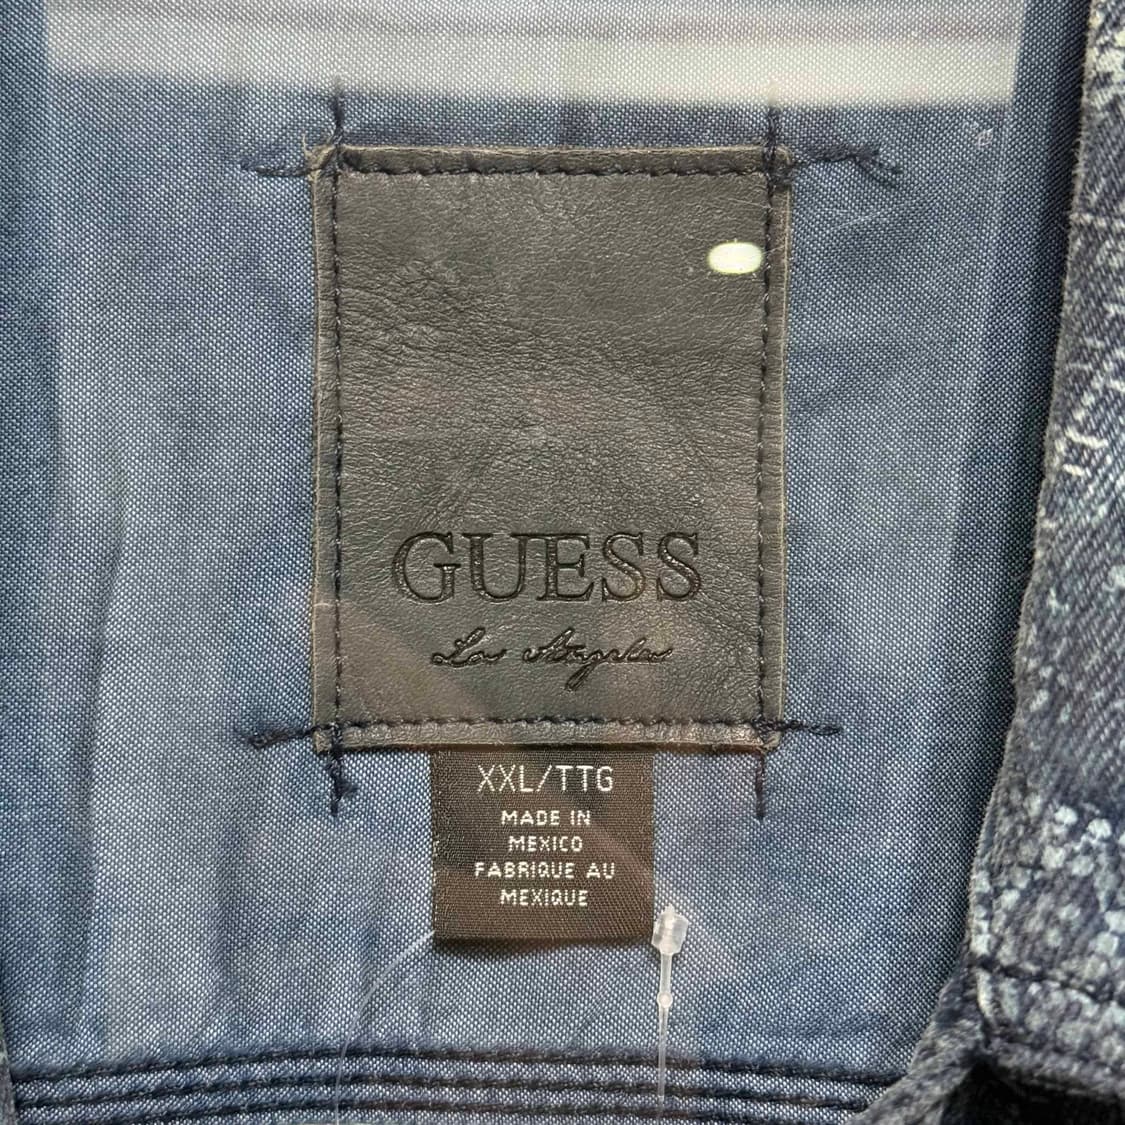 GUESS
Los Angeles
XXL/TTG
MADE IN
MEXICO
FABRIQUE AU
MEXIQUE